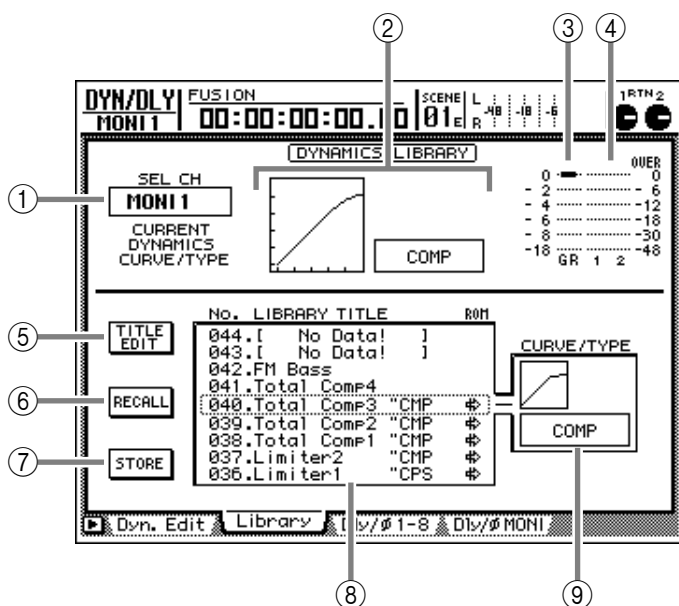 ② ③ ④
DYN/DLY FUSION SCENE L 1 RTN 2
MONI 1 00:00:00:00.00 01 E R -48 -18 -6
DYNAMICS LIBRARY
OVER
① SEL CH
MONI 1
CURRENT
DYNAMICS
CURVE/TYPE
COMP
0 0
- 2 - 6
- 4 -12
- 6 -18
- 8 -30
-18 -48
GR 1 2
No. LIBRARY TITLE ROM
⑤ TITLE EDIT
044.[ No Data! ]
043.[ No Data! ]
042.FM Bass
041.Total Comp4
⑥ RECALL
040.Total Comp3 "CMP
039.Total Comp2 "CMP
038.Total Comp1 "CMP
⑦ STORE
037.Limiter2 "CMP
036.Limiter1 "CPS
CURVE/TYPE
COMP
Dyn. Edit Library Dly/ø1-8 Dly/øMONI
⑧ ⑨